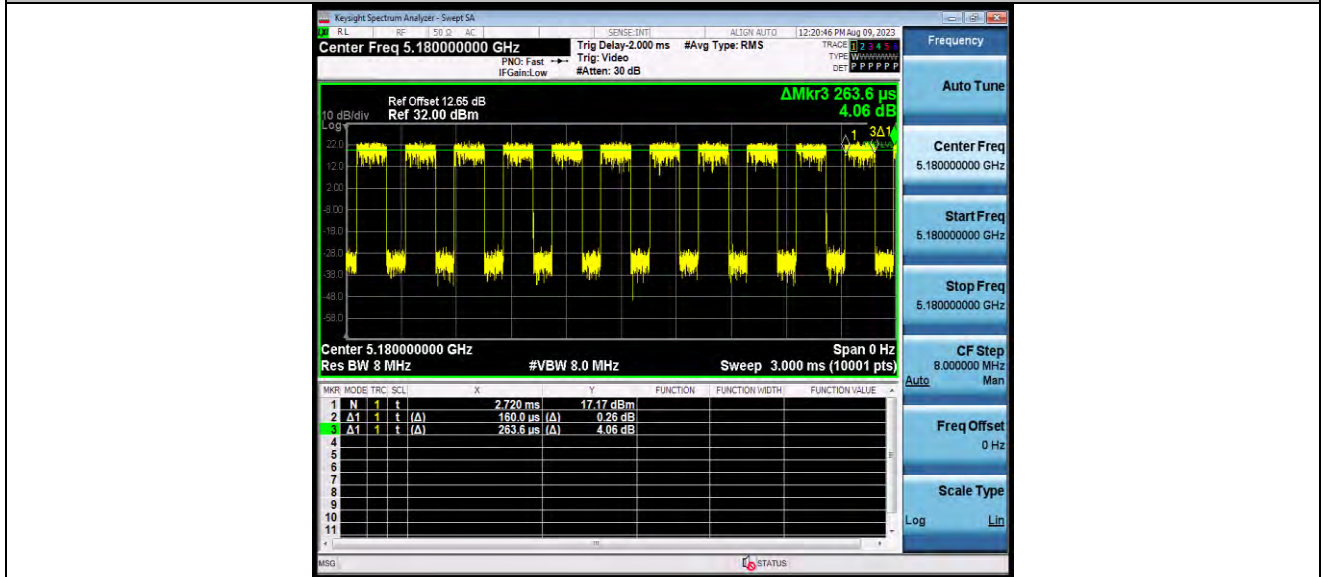 Keysight Spectrum Analyzer - Swept SA
RL RF 50 Ω AC SENSE:INT ALIGN AUTO 12:20:46 PM Aug 09, 2023
Center Freq 5.180000000 GHz
PNO: Fast
IFGain:Low
Trig Delay-2.000 ms
Trig: Video
#Atten: 30 dB
#Avg Type: RMS
TRACE 1 2 3 4 5 6
TYPE WWWWWW
DET P P P P P P
Frequency
Auto Tune
Center Freq
5.180000000 GHz
Start Freq
5.180000000 GHz
Stop Freq
5.180000000 GHz
CF Step
8.000000 MHz
Auto Man
Freq Offset
0 Hz
Scale Type
Log Lin
ΔMkr3 263.6 µs
4.06 dB
Ref Offset 12.65 dB
10 dB/div Ref 32.00 dBm
Log
1 3Δ1
22.0
12.0
2.00
-8.00
-18.0
-28.0
-38.0
-48.0
-58.0
Center 5.180000000 GHz Span 0 Hz
Res BW 8 MHz #VBW 8.0 MHz Sweep 3.000 ms (10001 pts)
MKR MODE TRC SCL X Y FUNCTION FUNCTION WIDTH FUNCTION VALUE
1 N 1 t 2.720 ms 17.17 dBm
2 Δ1 1 t (Δ) 160.0 µs (Δ) 0.26 dB
3 Δ1 1 t (Δ) 263.6 µs (Δ) 4.06 dB
4
5
6
7
8
9
10
11
MSG STATUS